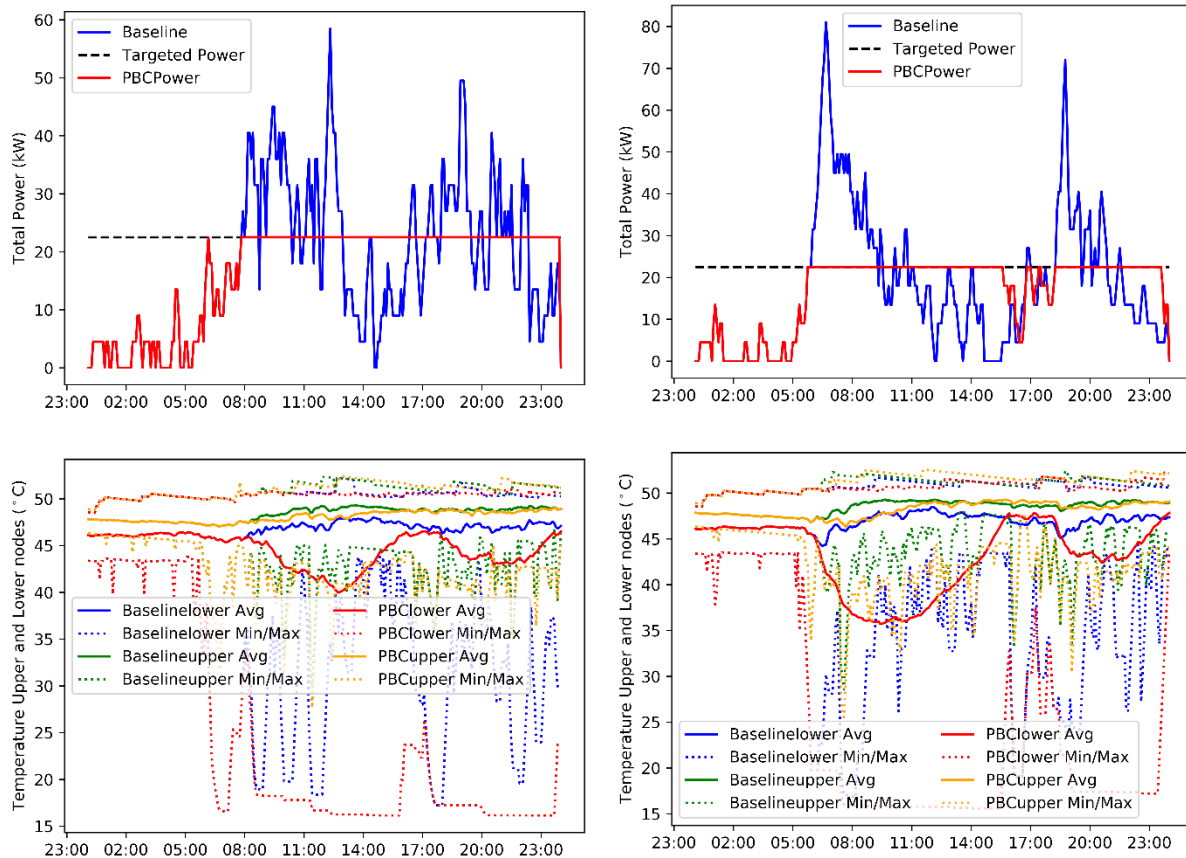 Total Power (kW)
60
50
40
30
20
10
0
Baseline
Targeted Power
PBCPower
23:00 02:00 05:00 08:00 11:00 14:00 17:00 20:00 23:00
Total Power (kW)
80
70
60
50
40
30
20
10
0
Baseline
Targeted Power
PBCPower
23:00 02:00 05:00 08:00 11:00 14:00 17:00 20:00 23:00
Temperature Upper and Lower nodes (°C)
50
45
40
35
30
25
20
15
Baselinelower Avg PBClower Avg
Baselinelower Min/Max PBClower Min/Max
Baselineupper Avg PBCupper Avg
Baselineupper Min/Max PBCupper Min/Max
23:00 02:00 05:00 08:00 11:00 14:00 17:00 20:00 23:00
Temperature Upper and Lower nodes (°C)
50
45
40
35
30
25
20
15
Baselinelower Avg PBClower Avg
Baselinelower Min/Max PBClower Min/Max
Baselineupper Avg PBCupper Avg
Baselineupper Min/Max PBCupper Min/Max
23:00 02:00 05:00 08:00 11:00 14:00 17:00 20:00 23:00